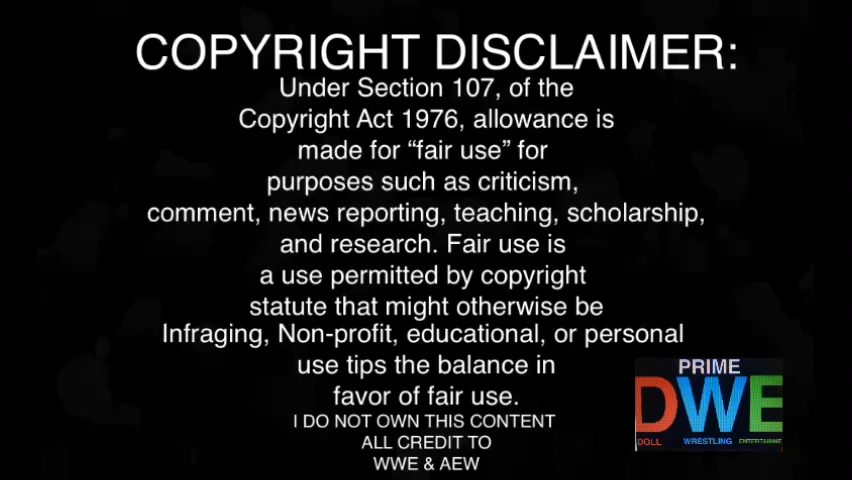 COPYRIGHT DISCLAIMER:
Under Section 107, of the
Copyright Act 1976, allowance is
made for “fair use” for
purposes such as criticism,
comment, news reporting, teaching, scholarship,
and research. Fair use is
a use permitted by copyright
statute that might otherwise be
Infraging, Non-profit, educational, or personal
use tips the balance in
favor of fair use.
I DO NOT OWN THIS CONTENT
ALL CREDIT TO
WWE & AEW
PRIME
DWE
DOLL WRESTLING ENTERTAINME